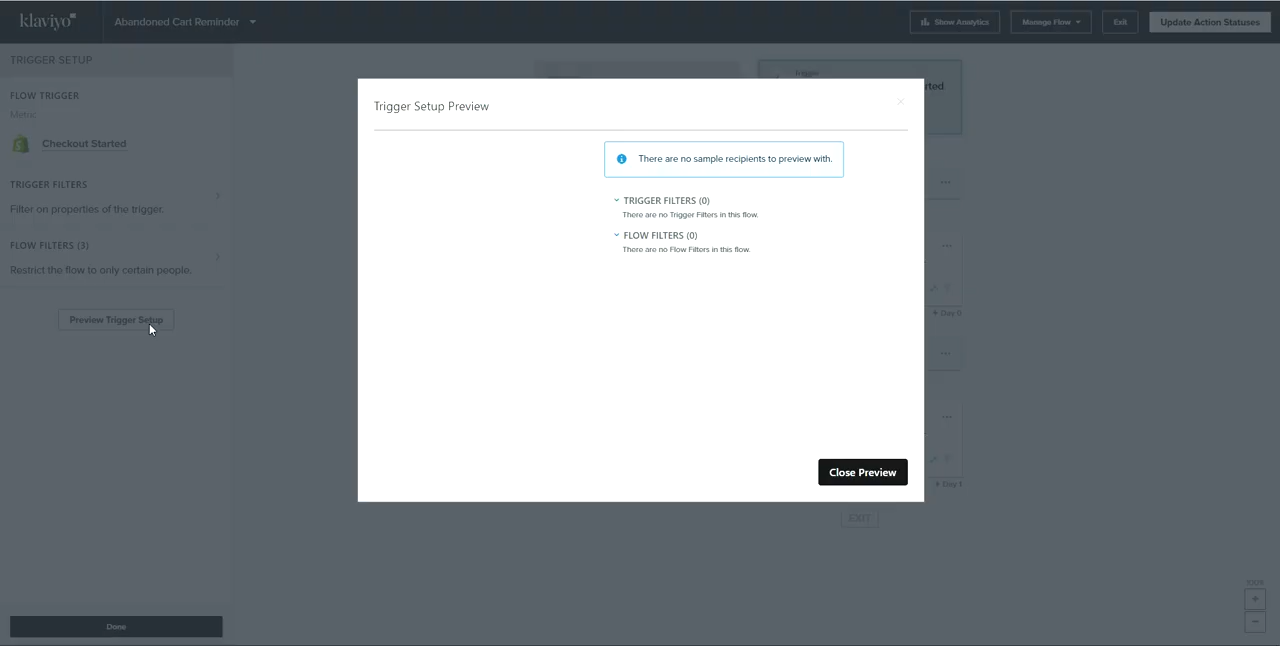 klaviyo
Abandoned Cart Reminder
Show Analytics
Manage Flow
Exit
Update Action Statuses
TRIGGER SETUP
FLOW TRIGGER
Metric
Checkout Started
TRIGGER FILTERS
Filter on properties of the trigger.
FLOW FILTERS (3)
Restrict the flow to only certain people.
Preview Trigger Setup
Done
Trigger
rted
Trigger Setup Preview
There are no sample recipients to preview with.
TRIGGER FILTERS (0)
There are no Trigger Filters in this flow.
FLOW FILTERS (0)
There are no Flow Filters in this flow.
Close Preview
Day 0
Day 1
EXIT
100%